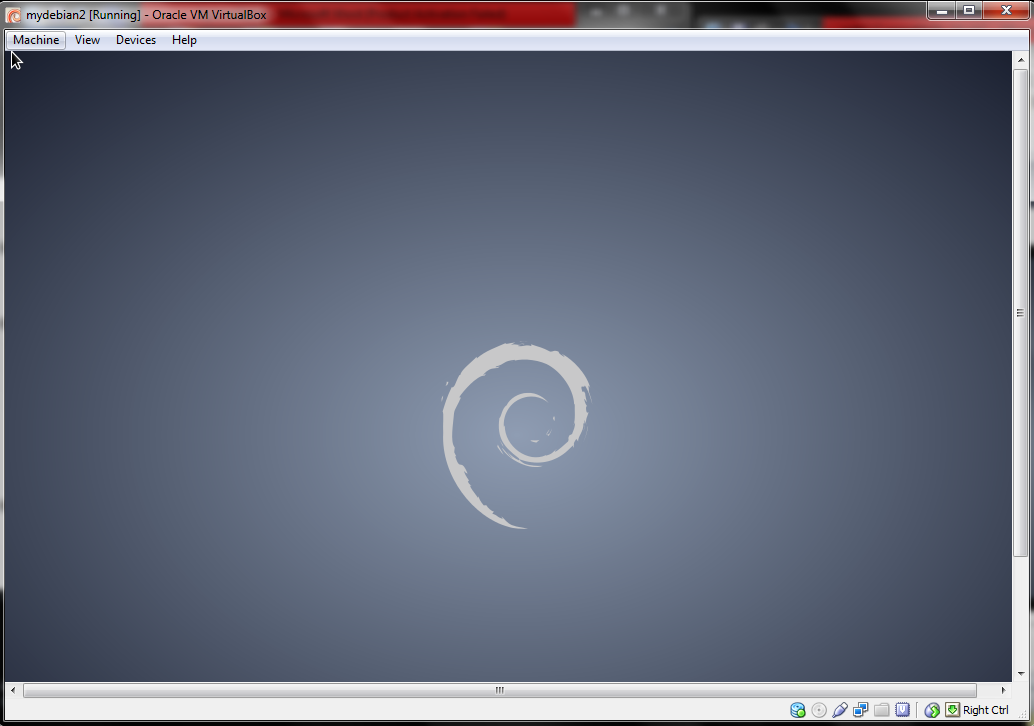 mydebian2 [Running] - Oracle VM VirtualBox
Machine View Devices Help
Right Ctrl